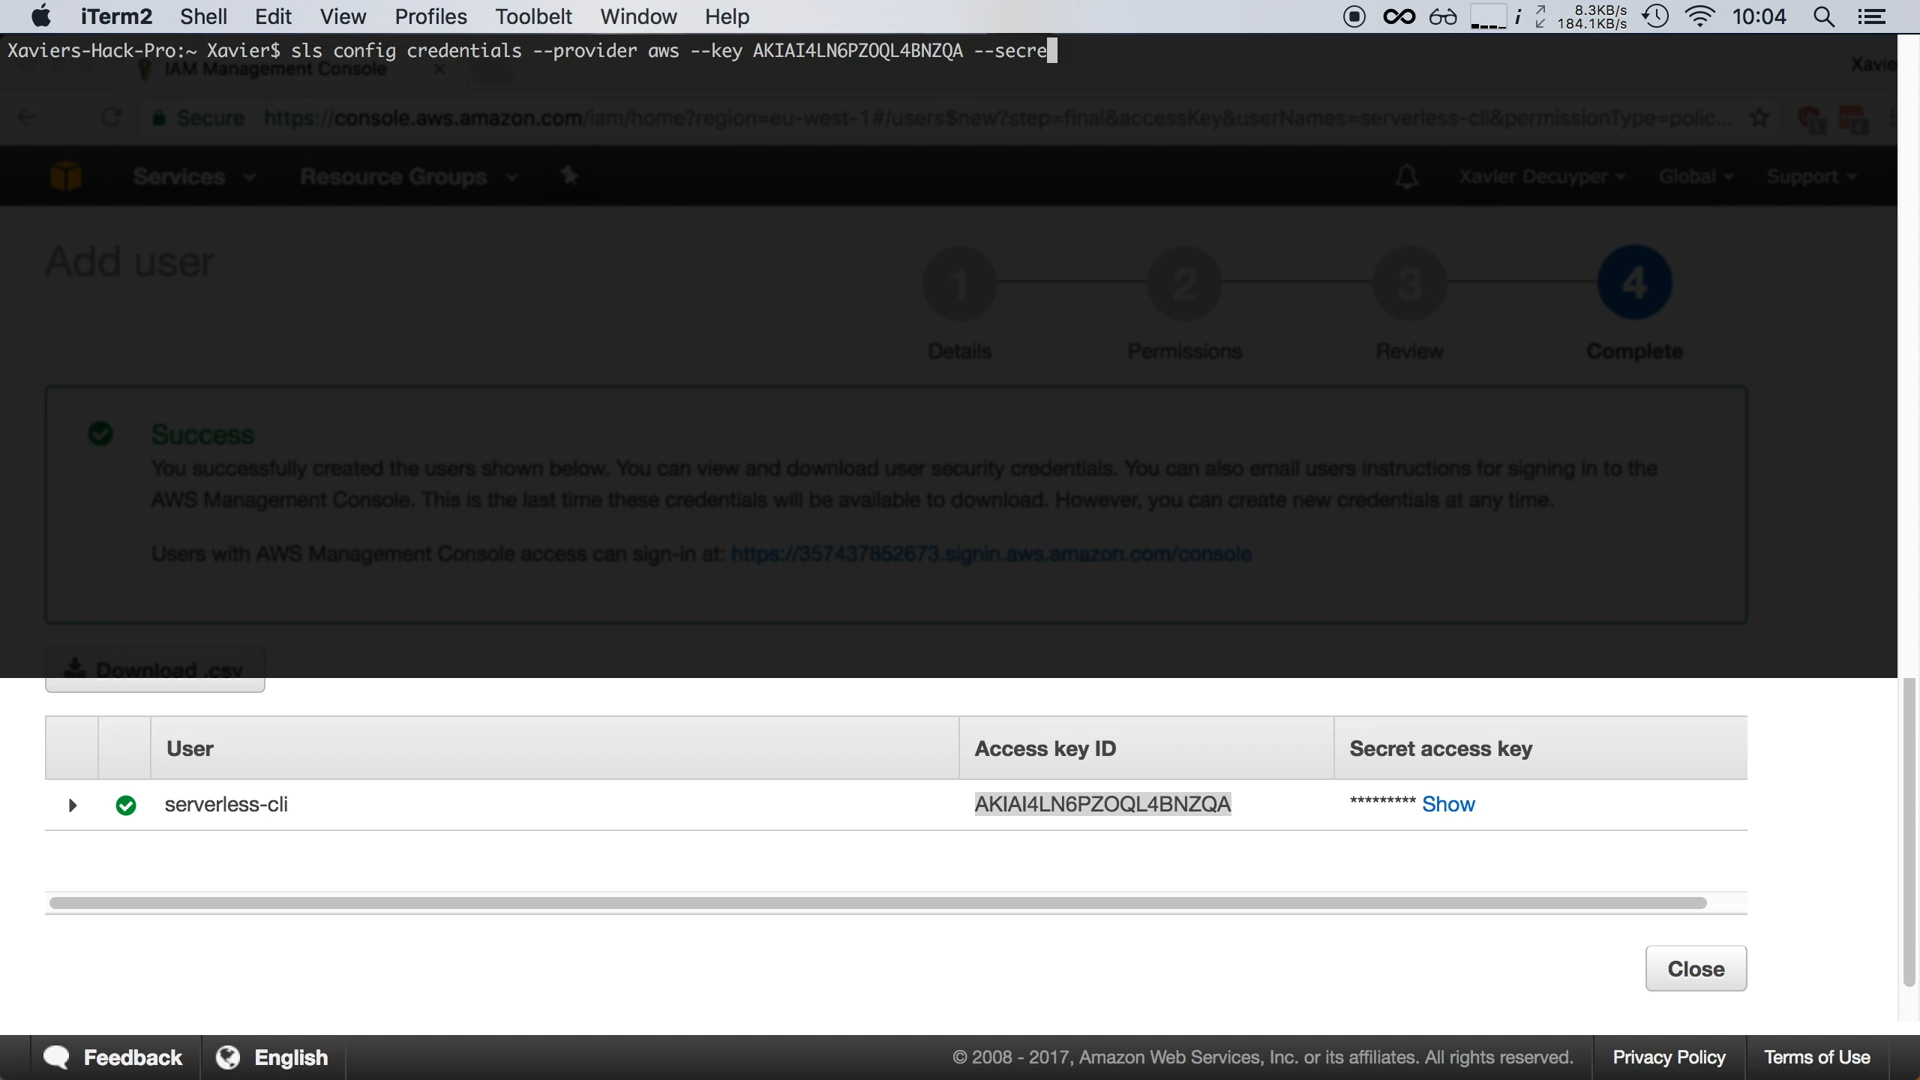 iTerm2 Shell Edit View Profiles Toolbelt Window Help 8.3KB/s 184.1KB/s 10:04
Xaviers-Hack-Pro:~ Xavier$ sls config credentials --provider aws --key AKIAI4LN6PZOQL4BNZQA --secre
IAM Management Console
Xavie
Secure https://console.aws.amazon.com/iam/home?region=eu-west-1#/users$new?step=final&accessKey&userNames=serverless-cli&permissionType=polic...
Services Resource Groups Xavier Decuyper Global Support
Add user
1 2 3 4
Details Permissions Review Complete
Success
You successfully created the users shown below. You can view and download user security credentials. You can also email users instructions for signing in to the
AWS Management Console. This is the last time these credentials will be available to download. However, you can create new credentials at any time.
Users with AWS Management Console access can sign-in at: https://357437852673.signin.aws.amazon.com/console
Download .csv
User Access key ID Secret access key
serverless-cli AKIAI4LN6PZOQL4BNZQA ********* Show
Close
Feedback English © 2008 - 2017, Amazon Web Services, Inc. or its affiliates. All rights reserved. Privacy Policy Terms of Use